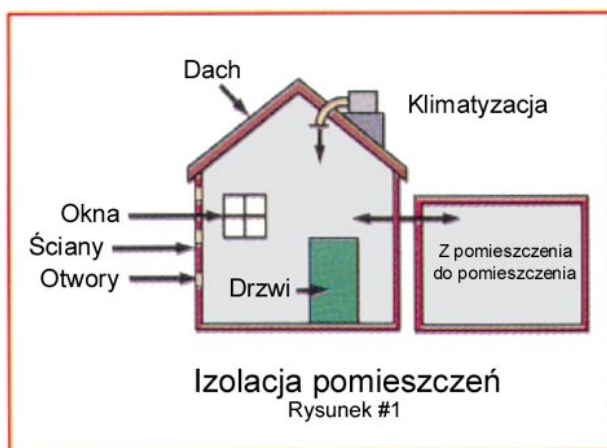 Dach
Klimatyzacja
Okna
Ściany
Otwory
Drzwi
Z pomieszczenia
do pomieszczenia
Izolacja pomieszczeń
Rysunek #1